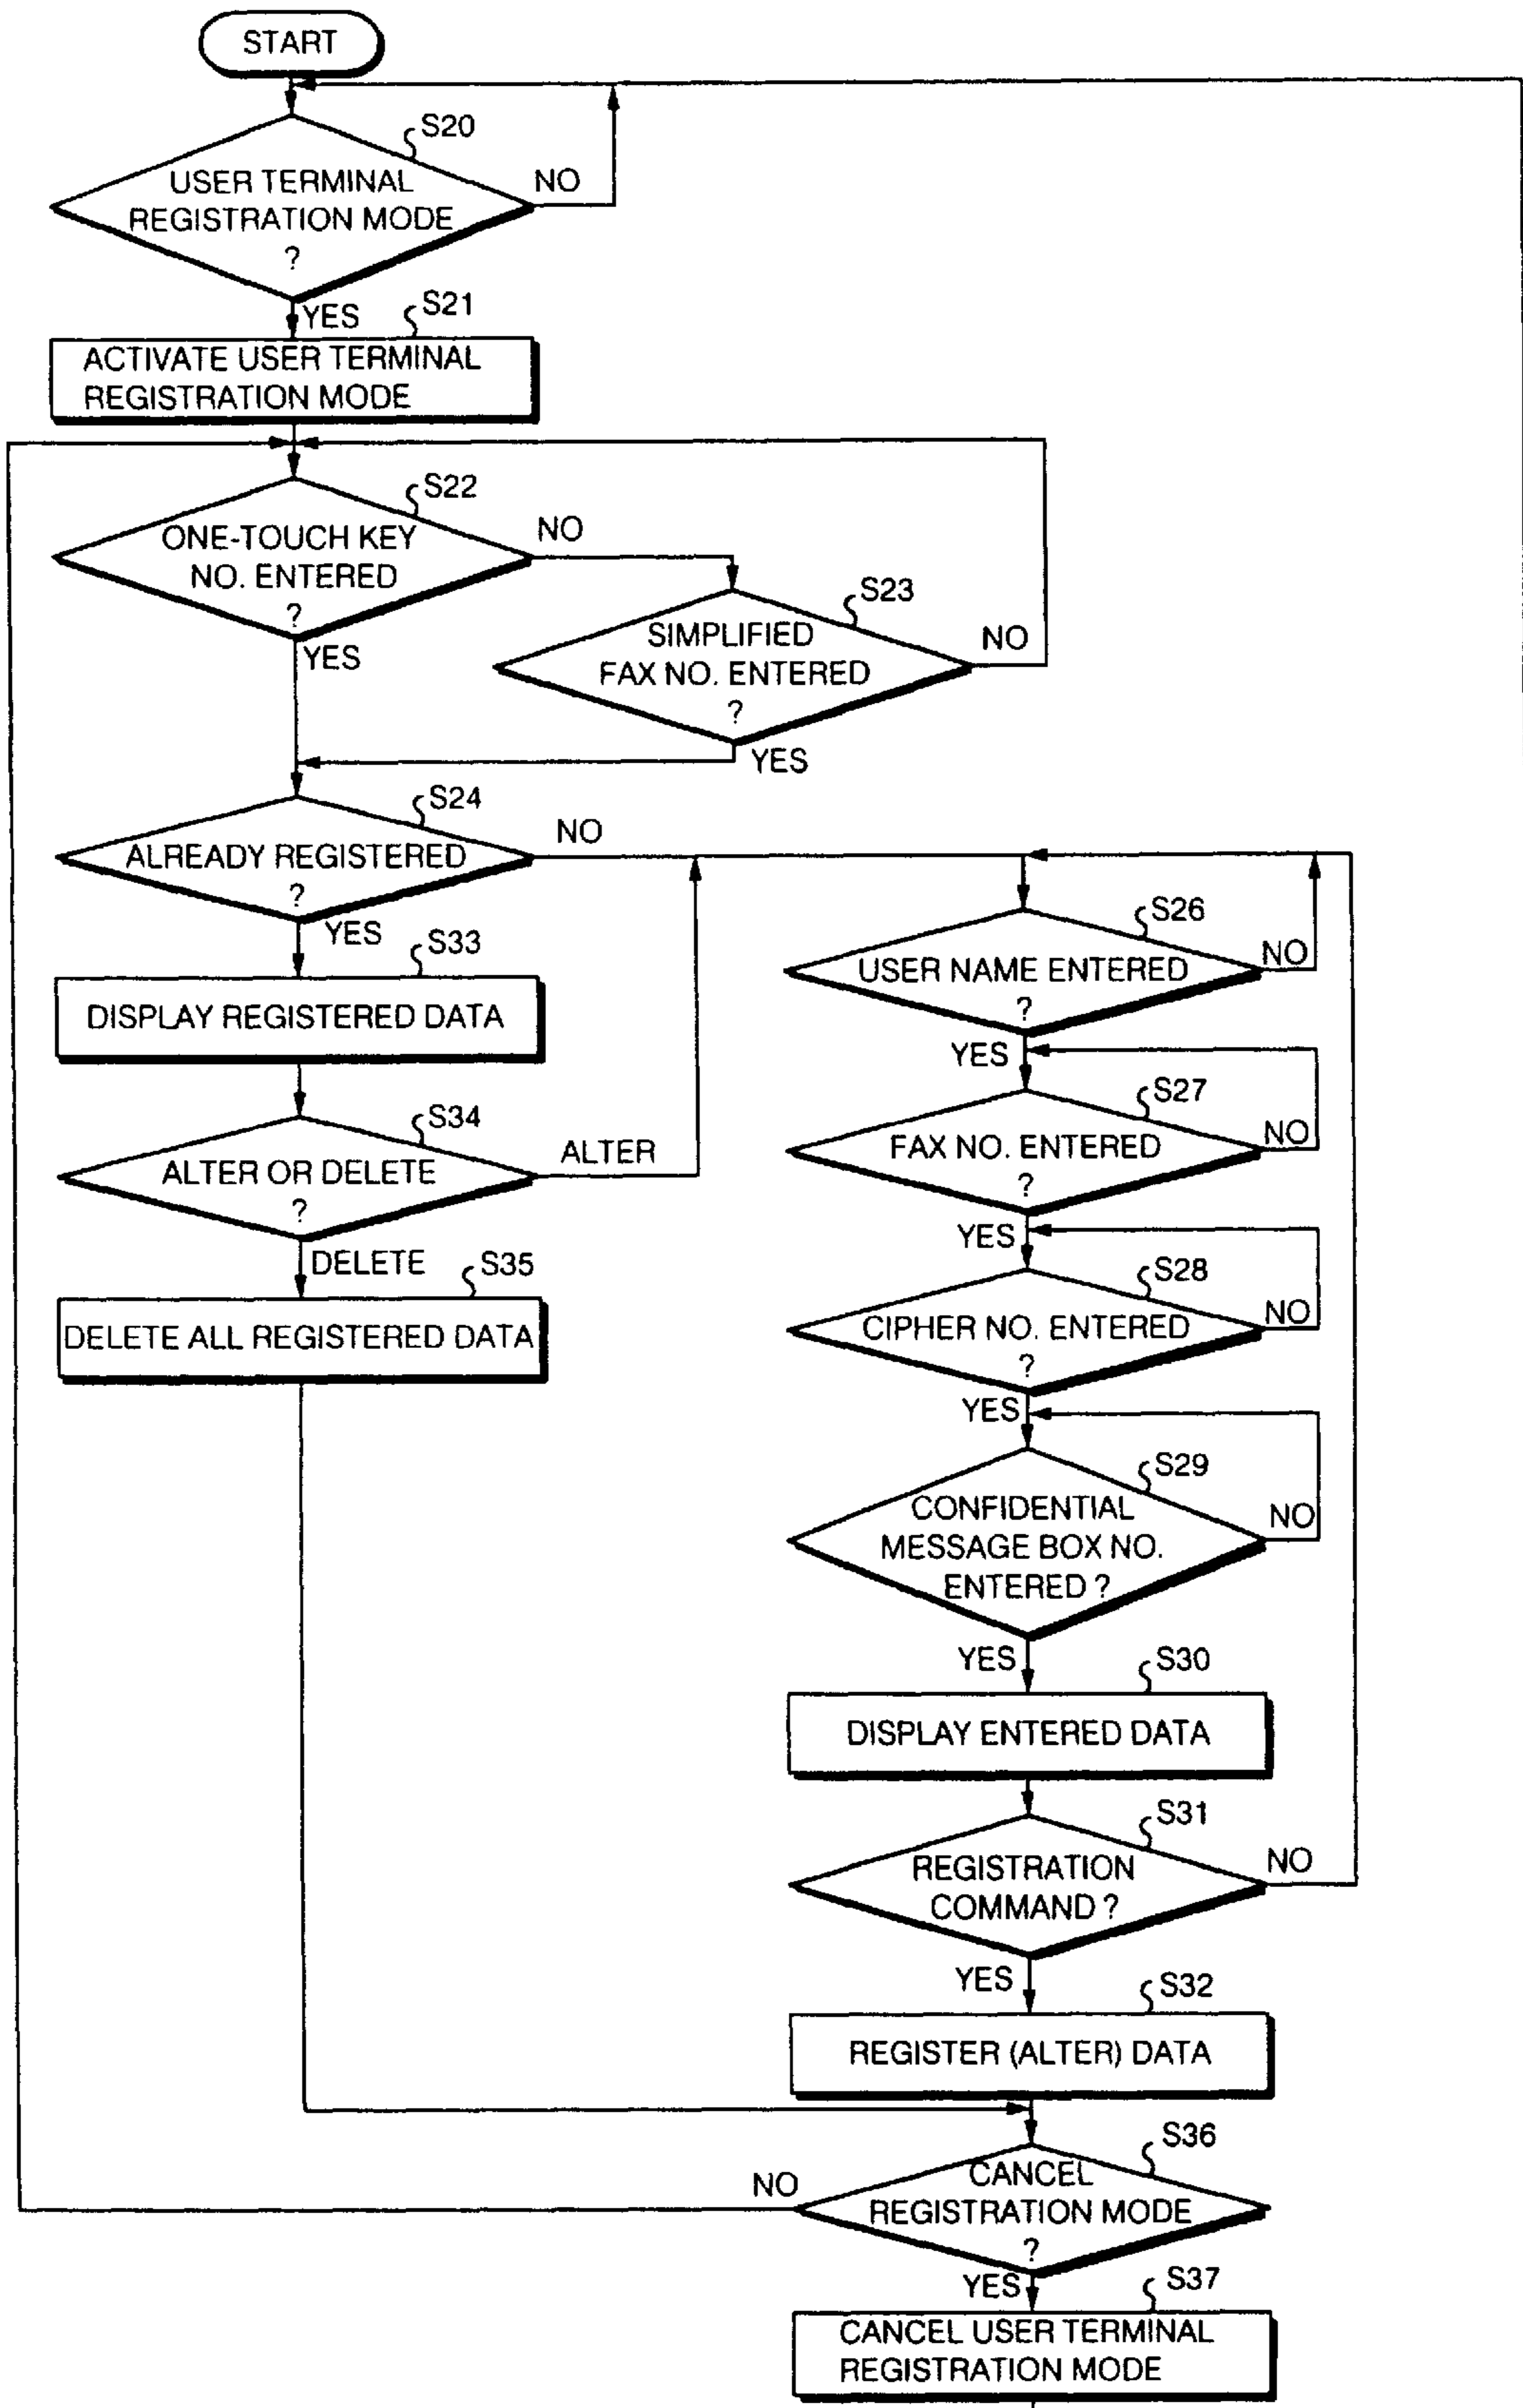 START
S20
USER TERMINAL
REGISTRATION MODE
?
NO
YES
S21
ACTIVATE USER TERMINAL
REGISTRATION MODE
S22
ONE-TOUCH KEY
NO. ENTERED
?
NO
YES
S23
SIMPLIFIED
FAX NO. ENTERED
?
NO
YES
S24
ALREADY REGISTERED
?
NO
YES
S33
DISPLAY REGISTERED DATA
S34
ALTER OR DELETE
?
ALTER
DELETE
S35
DELETE ALL REGISTERED DATA
S26
USER NAME ENTERED
?
NO
YES
S27
FAX NO. ENTERED
?
NO
YES
S28
CIPHER NO. ENTERED
?
NO
YES
S29
CONFIDENTIAL
MESSAGE BOX NO.
ENTERED ?
NO
YES
S30
DISPLAY ENTERED DATA
S31
REGISTRATION
COMMAND ?
NO
YES
S32
REGISTER (ALTER) DATA
S36
CANCEL
REGISTRATION MODE
?
NO
YES
S37
CANCEL USER TERMINAL
REGISTRATION MODE